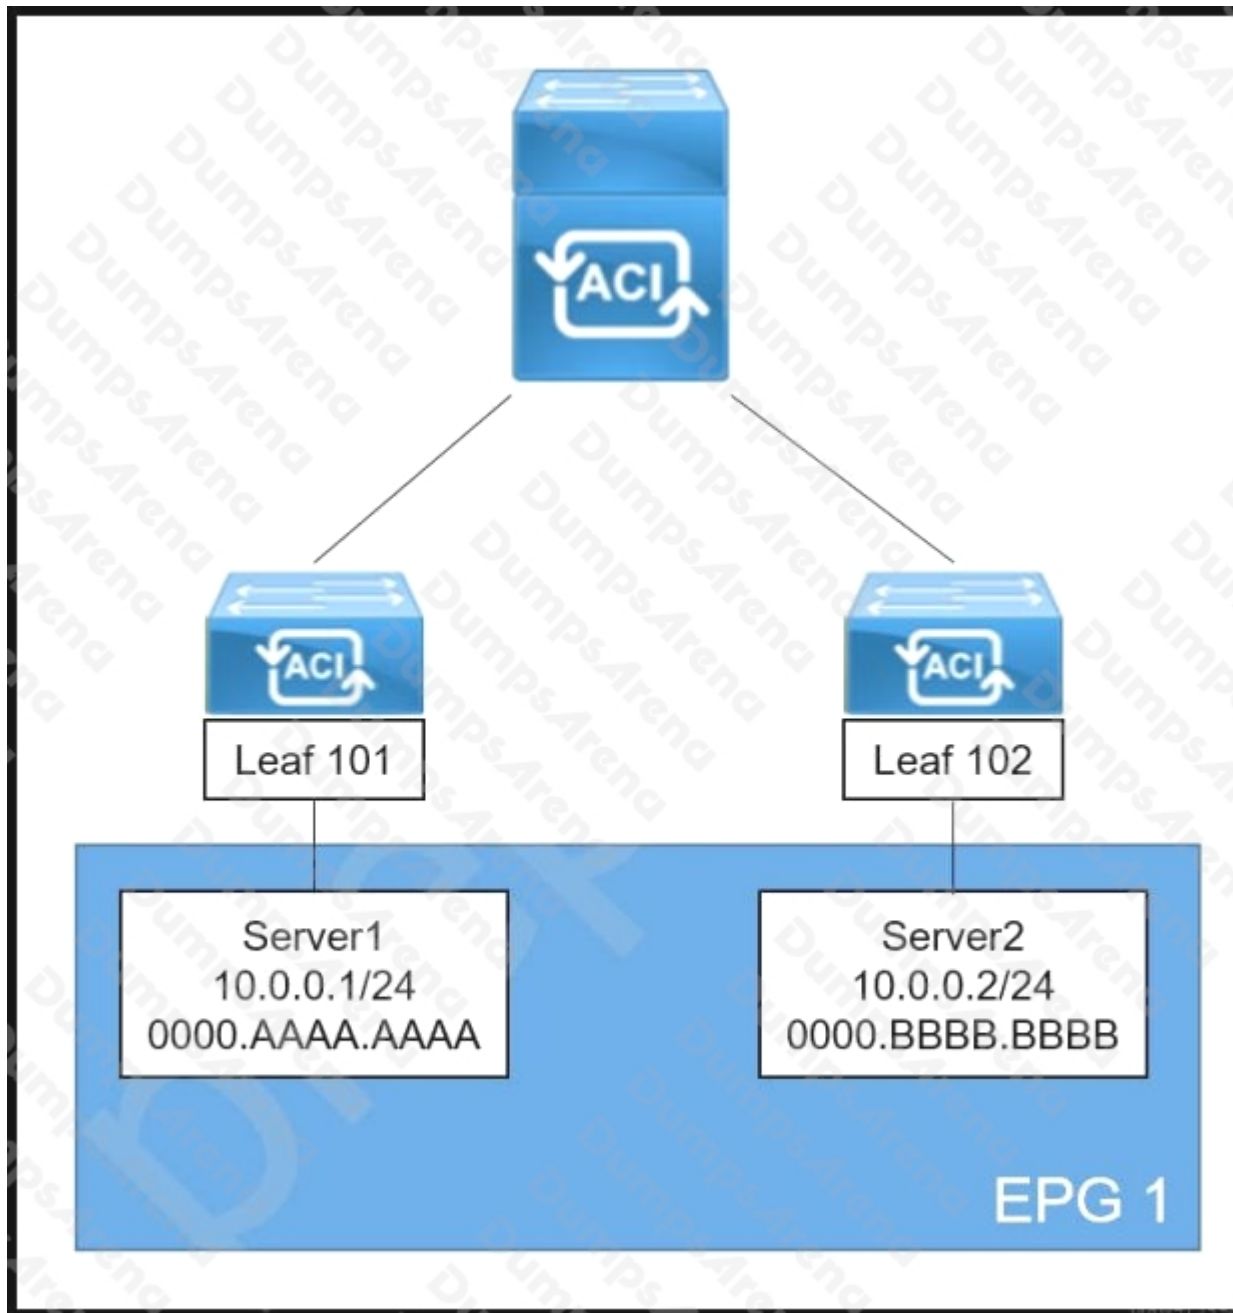 ACI
ACI
ACI
Leaf 101
Leaf 102
Server1
10.0.0.1/24
0000.AAAA.AAAA
Server2
10.0.0.2/24
0000.BBBB.BBBB
EPG 1
DumpsArena